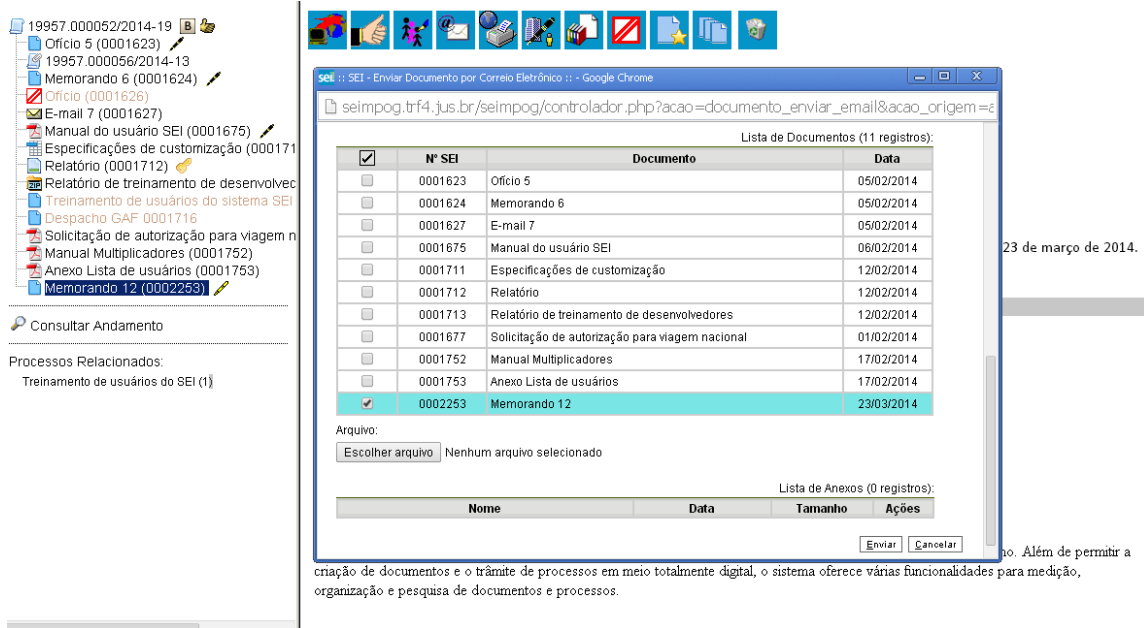 19957.000052/2014-19 B
Ofício 5 (0001623)
19957.000056/2014-13
Memorando 6 (0001624)
Ofício (0001626)
E-mail 7 (0001627)
Manual do usuário SEI (0001675)
Especificações de customização (000171
Relatório (0001712)
ZIP Relatório de treinamento de desenvolvec
Treinamento de usuários do sistema SEI
Despacho GAF 0001716
Solicitação de autorização para viagem n
Manual Multiplicadores (0001752)
Anexo Lista de usuários (0001753)
Memorando 12 (0002253)
Consultar Andamento
Processos Relacionados:
Treinamento de usuários do SEI (1)
sei! :: SEI - Enviar Documento por Correio Eletrônico :: - Google Chrome
seimpog.trf4.jus.br/seimpog/controlador.php?acao=documento_enviar_email&acao_origem=a
Lista de Documentos (11 registros):
Nº SEI Documento Data
0001623 Ofício 5 05/02/2014
0001624 Memorando 6 05/02/2014
0001627 E-mail 7 05/02/2014
0001675 Manual do usuário SEI 06/02/2014
0001711 Especificações de customização 12/02/2014
0001712 Relatório 12/02/2014
0001713 Relatório de treinamento de desenvolvedores 12/02/2014
0001677 Solicitação de autorização para viagem nacional 01/02/2014
0001752 Manual Multiplicadores 17/02/2014
0001753 Anexo Lista de usuários 17/02/2014
0002253 Memorando 12 23/03/2014
Arquivo:
Escolher arquivo Nenhum arquivo selecionado
Lista de Anexos (0 registros):
Nome Data Tamanho Ações
Enviar Cancelar
23 de março de 2014.
no. Além de permitir a
criação de documentos e o trâmite de processos em meio totalmente digital, o sistema oferece várias funcionalidades para medição,
organização e pesquisa de documentos e processos.